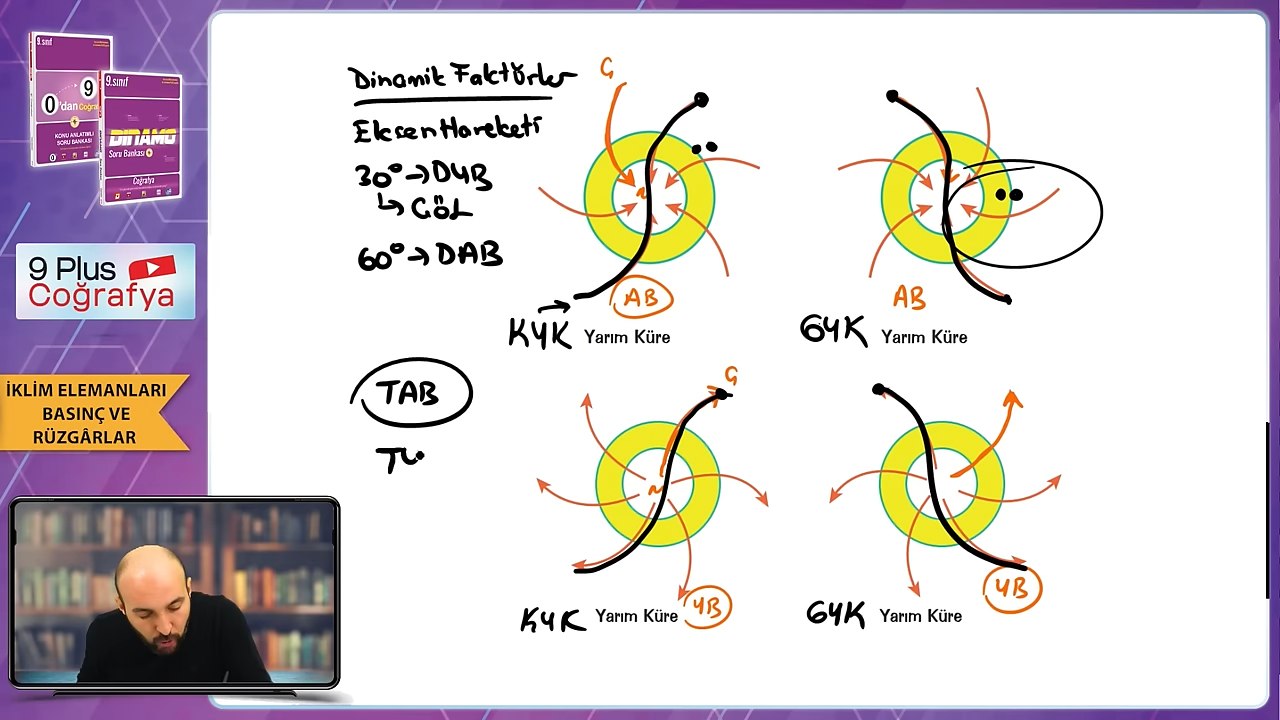 9.sınıf
0'dan 9
Coğrafya
KONU ANLATIMLI
SORU BANKASI
9.sınıf
DİNAMO
Soru Bankası
Coğrafya
9 Plus
Coğrafya
İKLİM ELEMANLARI
BASINÇ VE
RÜZGÂRLAR
Dinamik Faktörler
Eksen Hareketi
30° → DYB
↳ ÇÖL
60° → DAB
TAB
G
AB
KYK Yarım Küre
AB
GYK Yarım Küre
G
YB
KYK Yarım Küre
YB
GYK Yarım Küre